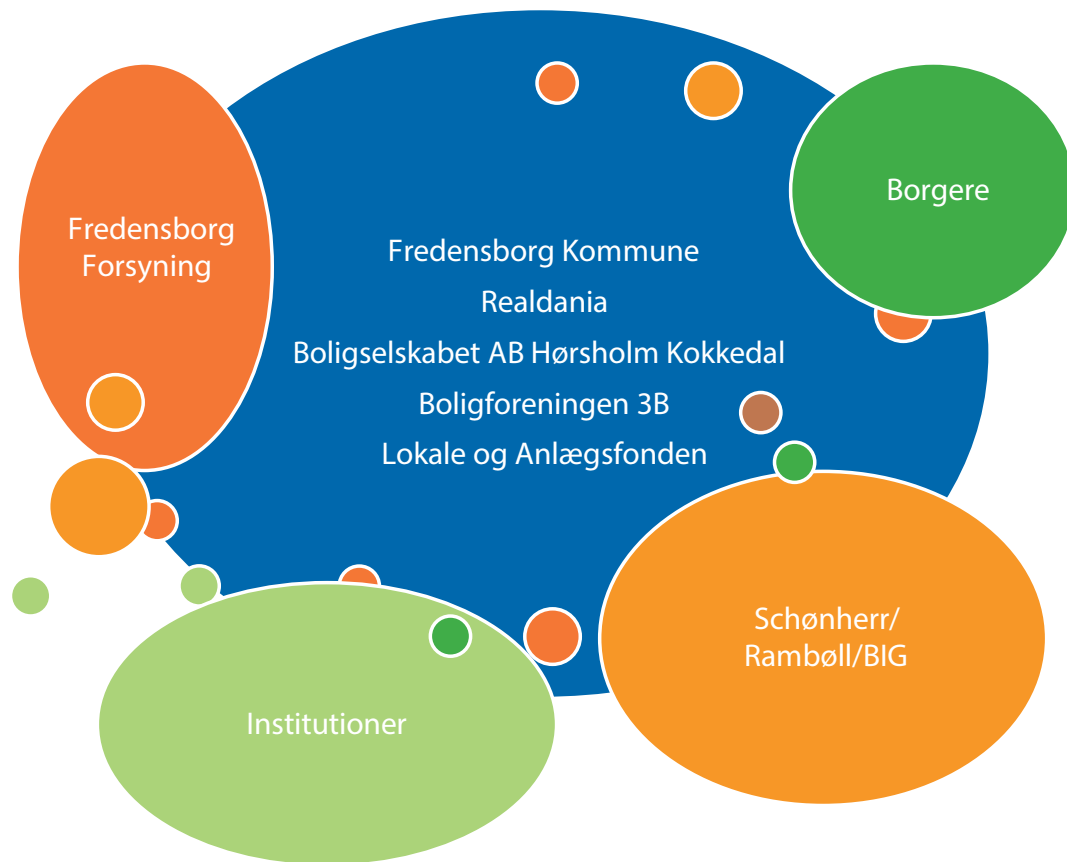 Fredensborg
Forsyning
Borgere
Fredensborg Kommune
Realdania
Boligselskabet AB Hørsholm Kokkedal
Boligforeningen 3B
Lokale og Anlægsfonden
Schønherr/
Rambøll/BIG
Institutioner